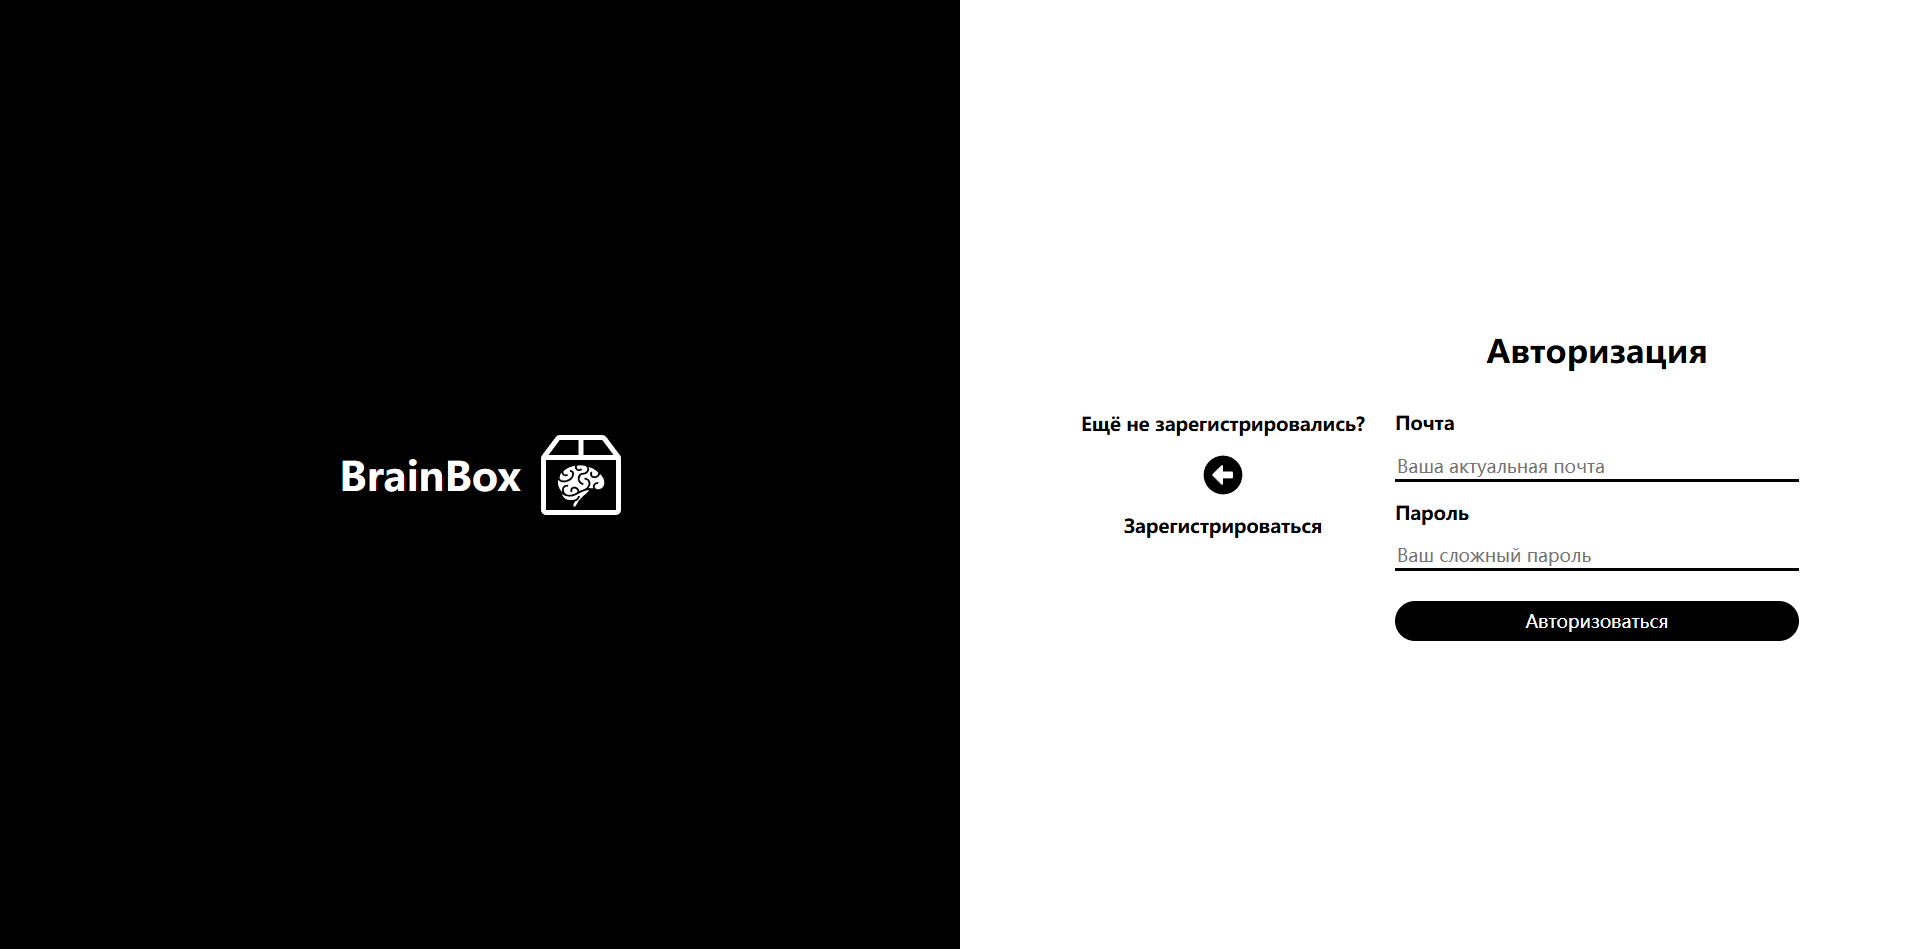 BrainBox
Авторизация
Ещё не зарегистрировались?
Зарегистрироваться
Почта
Ваша актуальная почта
Пароль
Ваш сложный пароль
Авторизоваться